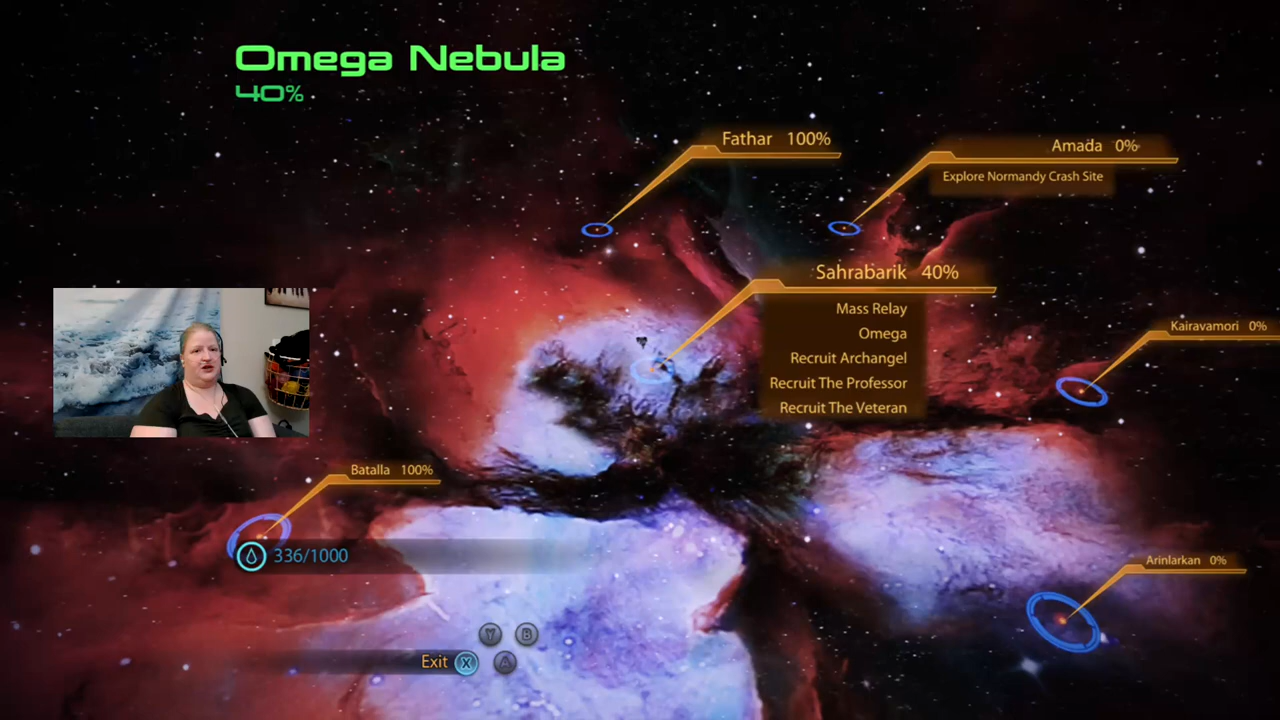 Omega Nebula
40%
Fathar 100%
Amada 0%
Explore Normandy Crash Site
Sahrabarik 40%
Mass Relay
Omega
Recruit Archangel
Recruit The Professor
Recruit The Veteran
Kairavamori 0%
Batalla 100%
336/1000
Arinlarkan 0%
Y B
Exit X A